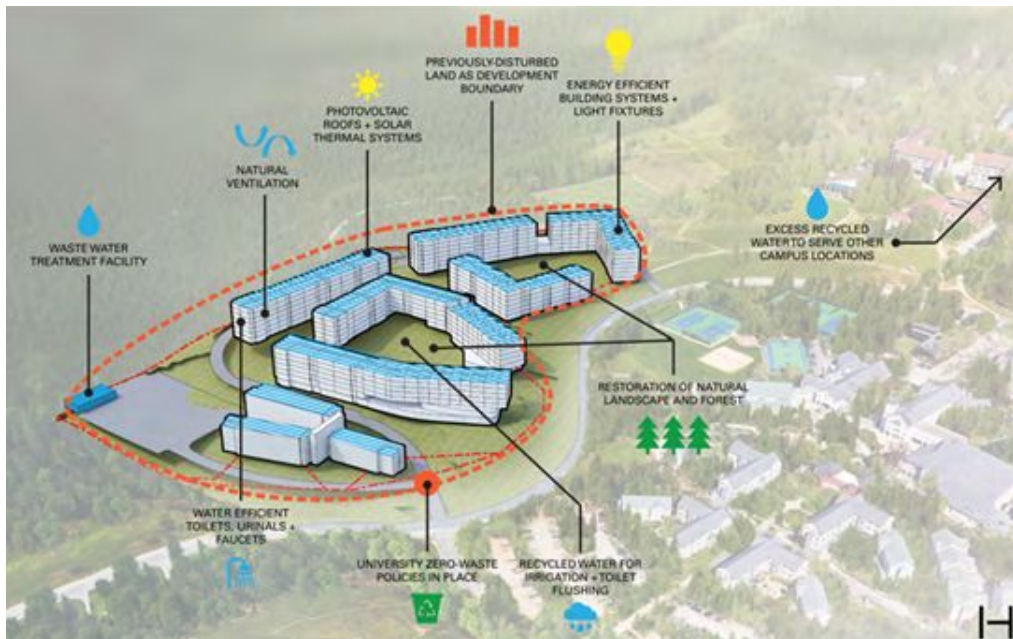 PREVIOUSLY-DISTURBED
LAND AS DEVELOPMENT
BOUNDARY
ENERGY EFFICIENT
BUILDING SYSTEMS +
LIGHT FIXTURES
PHOTOVOLTAIC
ROOFS + SOLAR
THERMAL SYSTEMS
NATURAL
VENTILATION
WASTE WATER
TREATMENT FACILITY
EXCESS RECYCLED
WATER TO SERVE OTHER
CAMPUS LOCATIONS
RESTORATION OF NATURAL
LANDSCAPE AND FOREST
WATER EFFICIENT
TOILETS, URINALS +
FAUCETS
UNIVERSITY ZERO-WASTE
POLICIES IN PLACE
RECYCLED WATER FOR
IRRIGATION + TOILET
FLUSHING